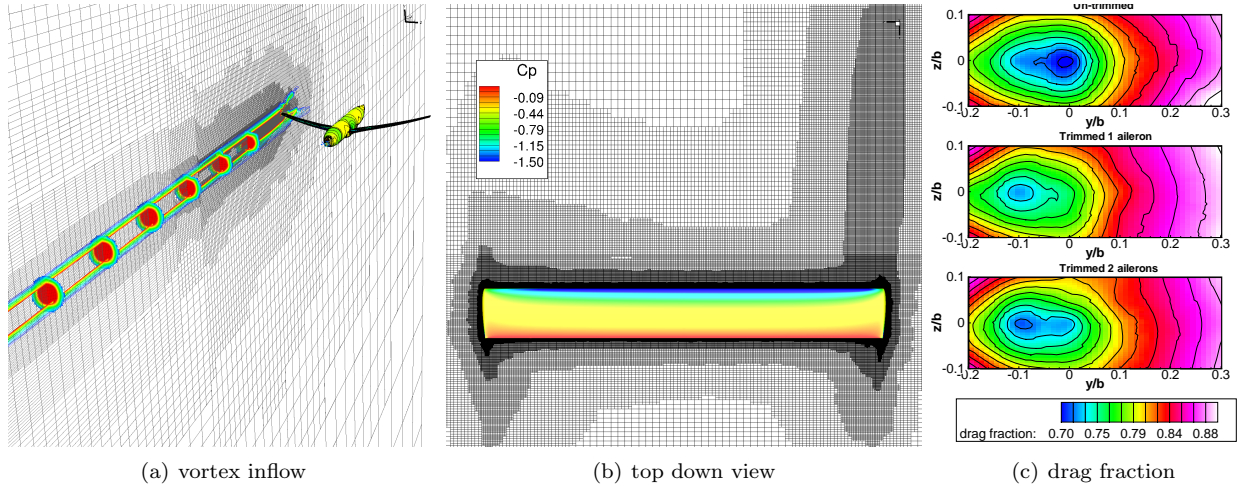 Cp
-0.09
-0.44
-0.79
-1.15
-1.50
Un-trimmed
0.1
z/b
0
-0.1
-0.2 -0.1 0 0.1 0.2 0.3
y/b
Trimmed 1 aileron
0.1
z/b
0
-0.1
-0.2 -0.1 0 0.1 0.2 0.3
y/b
Trimmed 2 ailerons
0.1
z/b
0
-0.1
-0.2 -0.1 0 0.1 0.2 0.3
y/b
drag fraction: 0.70 0.75 0.79 0.84 0.88
(a) vortex inflow
(b) top down view
(c) drag fraction